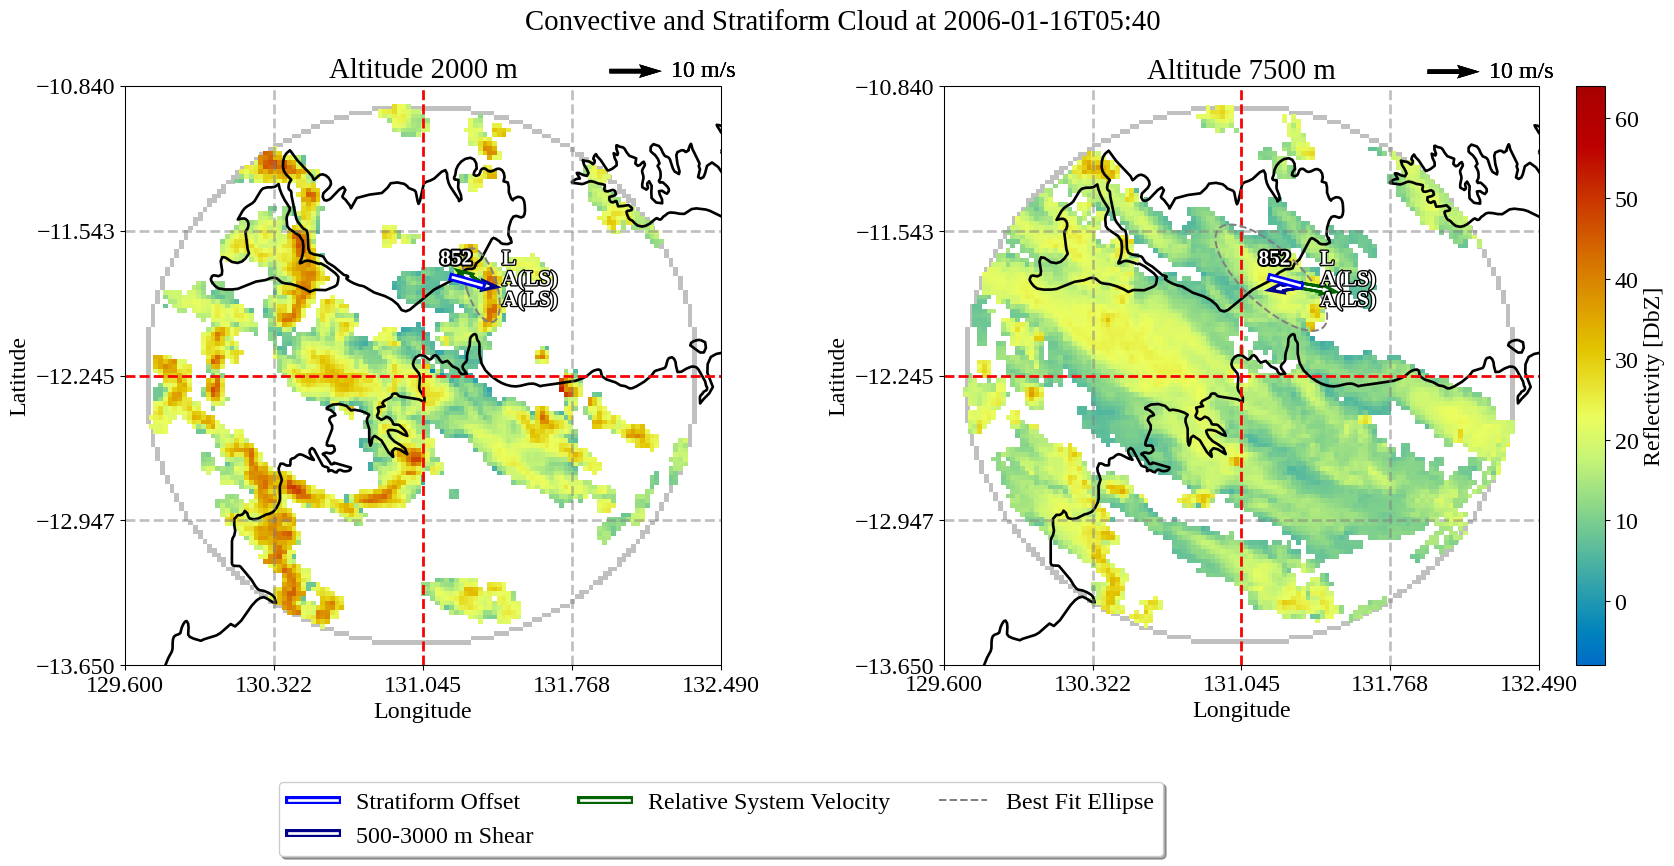 Convective and Stratiform Cloud at 2006-01-16T05:40
Altitude 2000 m
10 m/s
−10.840
−11.543
−12.245
−12.947
−13.650
129.600 130.322 131.045 131.768 132.490
Longitude
Latitude
852
L
A(LS)
A(LS)
Altitude 7500 m
10 m/s
−10.840
−11.543
−12.245
−12.947
−13.650
129.600 130.322 131.045 131.768 132.490
Longitude
Latitude
852
L
A(LS)
A(LS)
60
50
40
30
20
10
0
Reflectivity [DbZ]
Stratiform Offset
Relative System Velocity
Best Fit Ellipse
500-3000 m Shear